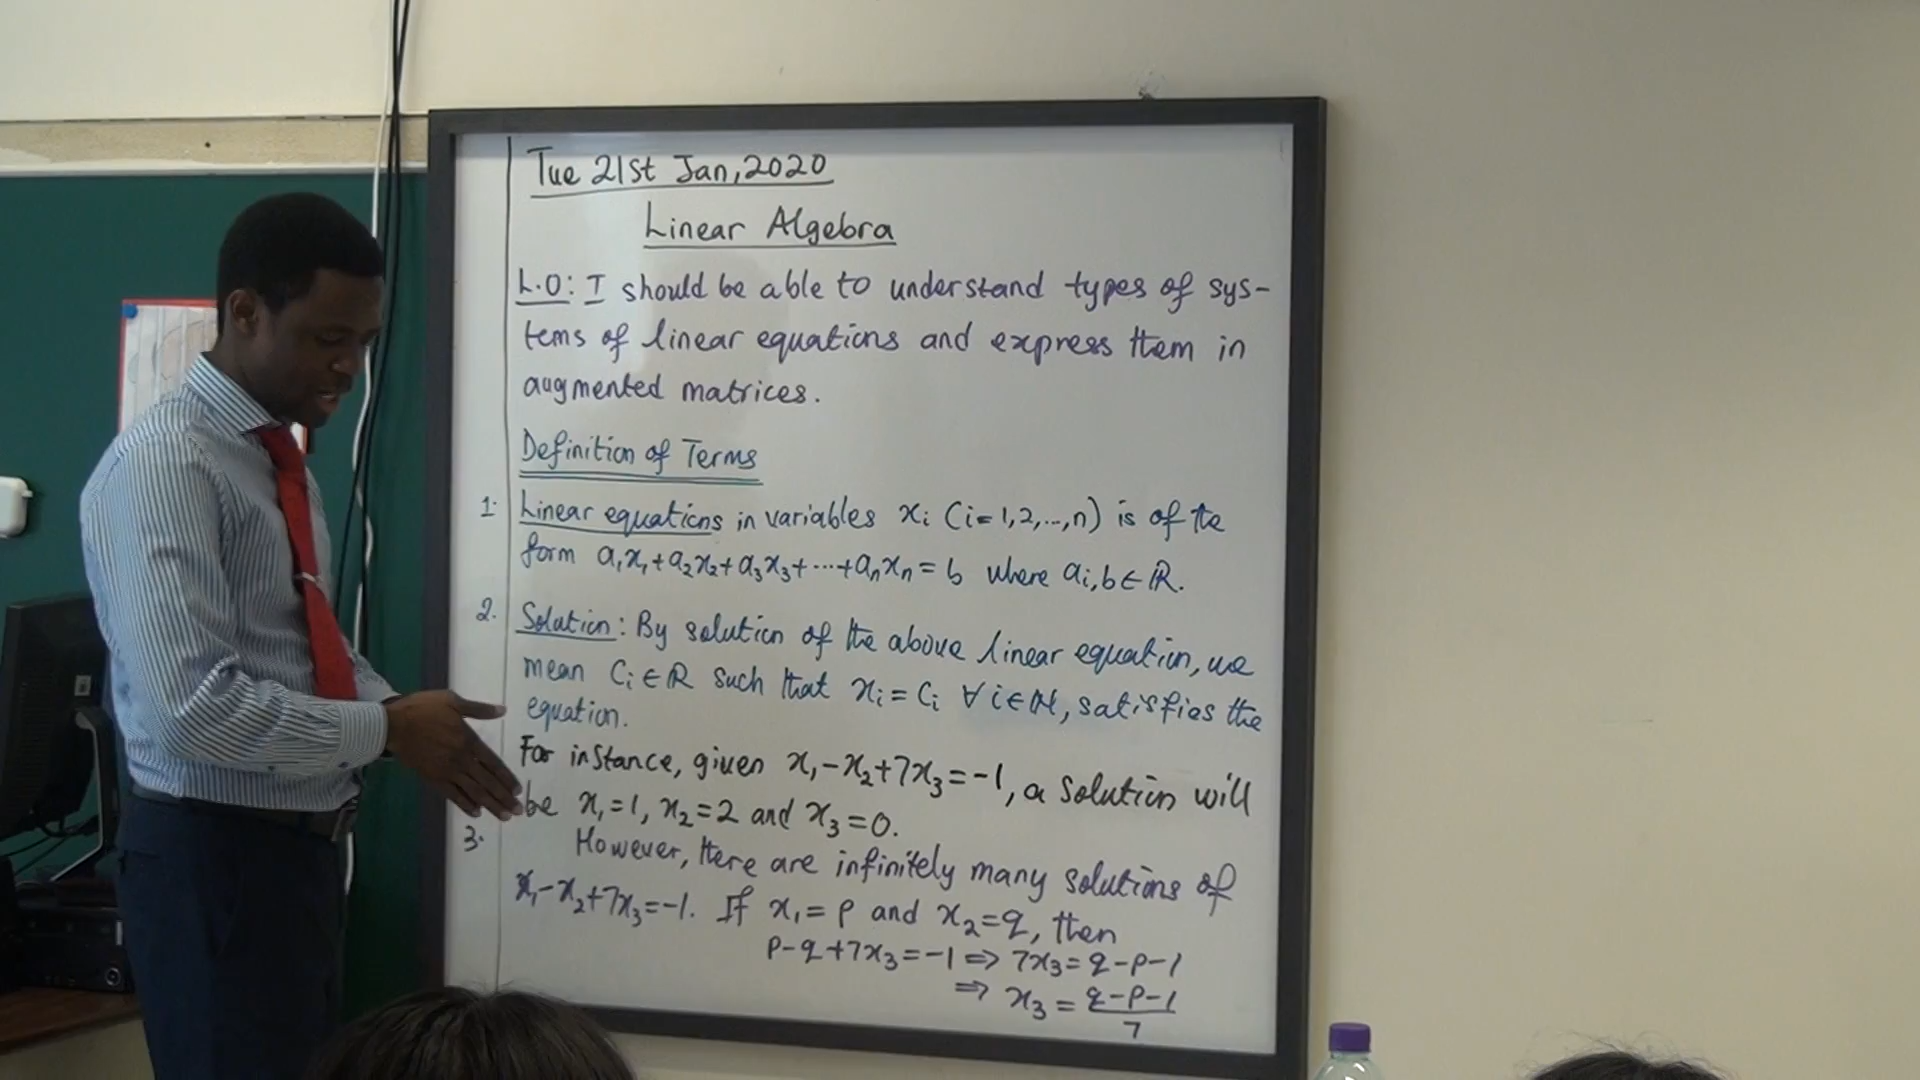 Tue 21st Jan, 2020
Linear Algebra
L.O: I should be able to understand types of sys-
tems of linear equations and express them in
augmented matrices.
Definition of Terms
1. Linear equations in variables xᵢ (i=1,2,...,n) is of the
form a₁x₁+a₂x₂+a₃x₃+...+aₙxₙ=b where aᵢ,b∈ℝ.
2. Solution: By solution of the above linear equation, we
mean Cᵢ∈ℝ such that xᵢ=Cᵢ ∀i∈ℕ, satisfies the
equation.
For instance, given x₁-x₂+7x₃=-1, a solution will
be x₁=1, x₂=2 and x₃=0.
3. However, there are infinitely many solutions of
x₁-x₂+7x₃=-1. If x₁=p and x₂=q, then
p-q+7x₃=-1 ⇒ 7x₃=q-p-1
⇒ x₃=(q-p-1)/7